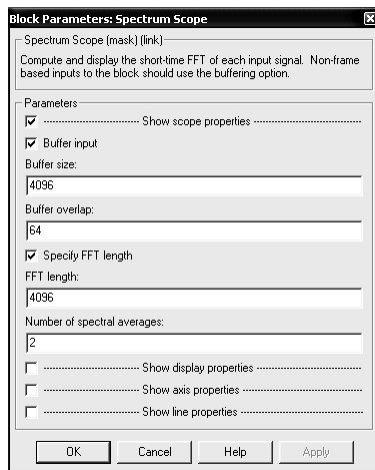 Block Parameters: Spectrum Scope
Spectrum Scope (mask) (link)
Compute and display the short-time FFT of each input signal. Non-frame
based inputs to the block should use the buffering option.
Parameters
Show scope properties
Buffer input
Buffer size:
4096
Buffer overlap:
64
Specify FFT length
FFT length:
4096
Number of spectral averages:
2
Show display properties
Show axis properties
Show line properties
OK Cancel Help Apply